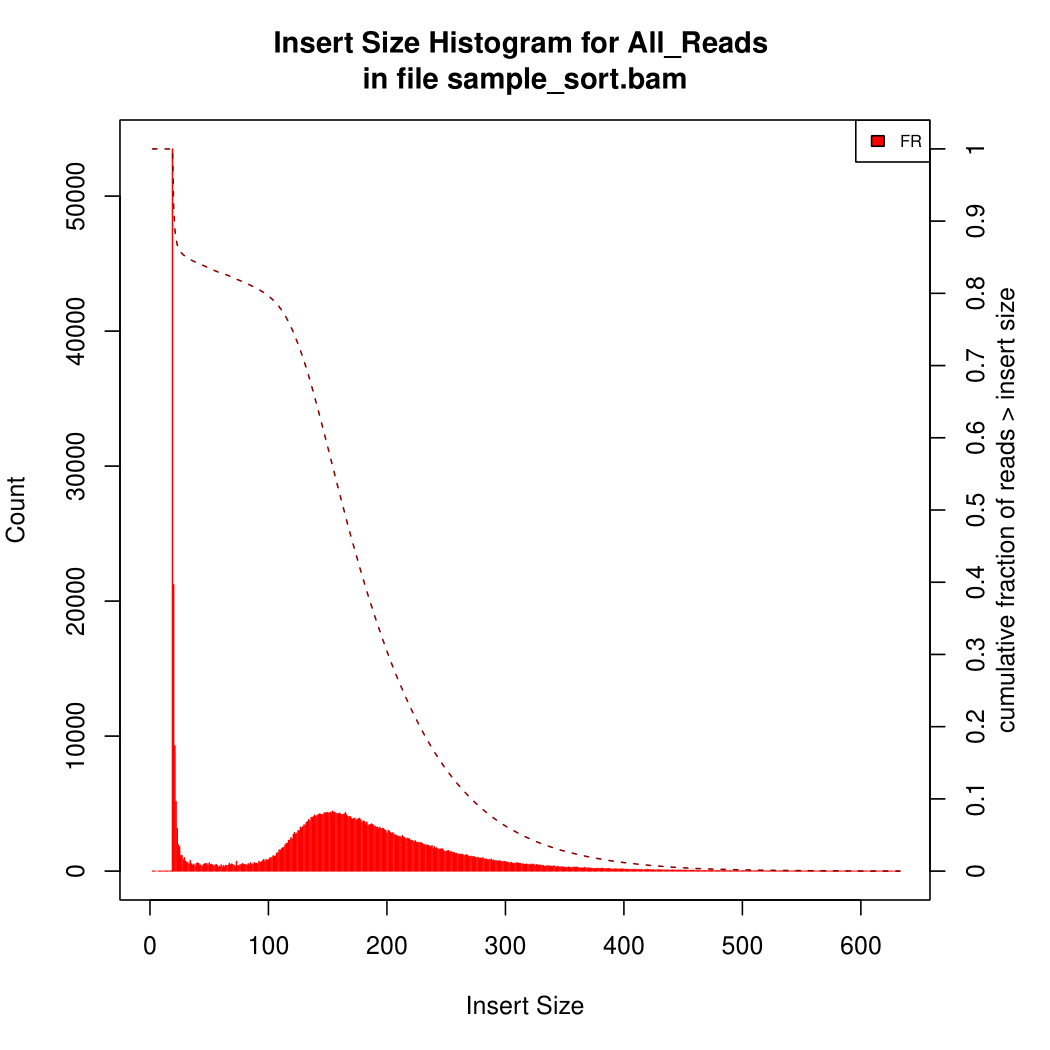 Insert Size Histogram for All_Reads
in file sample_sort.bam
FR
Count
0
10000
20000
30000
40000
50000
0
0.1
0.2
0.3
0.4
0.5
0.6
0.7
0.8
0.9
1
cumulative fraction of reads > insert size
0 100 200 300 400 500 600
Insert Size